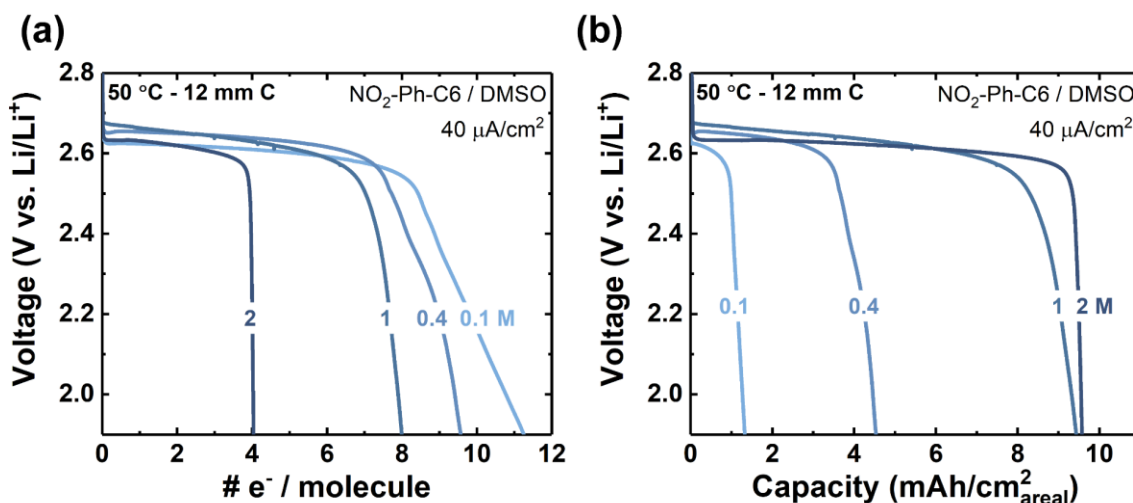 (a)
50 °C - 12 mm C
NO₂-Ph-C6 / DMSO
40 μA/cm²
2.8
2.6
2.4
2.2
2.0
Voltage (V vs. Li/Li⁺)
2
1
0.4
0.1 M
0
2
4
6
8
10
12
# e⁻ / molecule
(b)
50 °C - 12 mm C
NO₂-Ph-C6 / DMSO
40 μA/cm²
2.8
2.6
2.4
2.2
2.0
Voltage (V vs. Li/Li⁺)
0.1
0.4
1
2 M
0
2
4
6
8
10
Capacity (mAh/cm²areal)